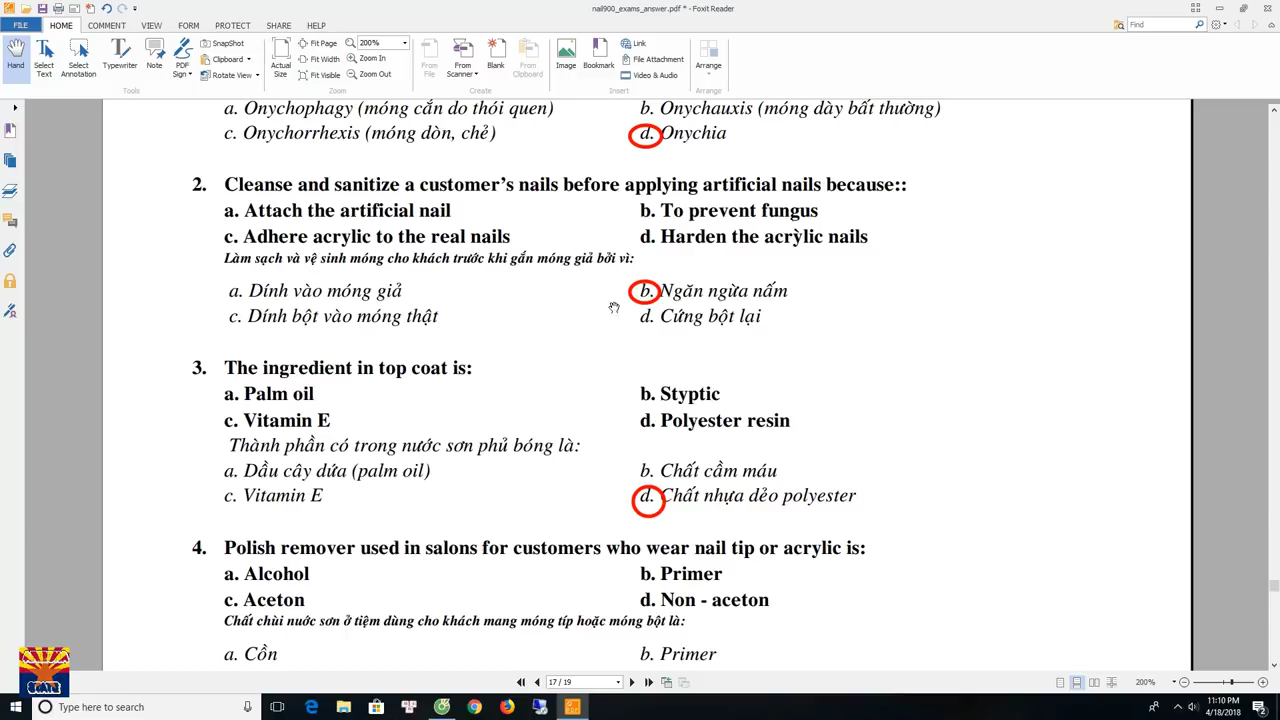 nail900_exams_answer.pdf * - Foxit Reader
FILE HOME COMMENT VIEW FORM PROTECT SHARE HELP
Find
Hand
Select Text
Select Annotation
Typewriter
Note
PDF Sign
SnapShot
Clipboard
Rotate View
Actual Size
Fit Page
Fit Width
Fit Visible
200%
Zoom In
Zoom Out
From File
From Scanner
Blank
From Clipboard
Image
Bookmark
Link
File Attachment
Video & Audio
Arrange
Tools Zoom Create Insert
a. Onychophagy (móng cắn do thói quen) b. Onychauxis (móng dày bất thường)
c. Onychorrhexis (móng dòn, chẻ) d. Onychia
2. Cleanse and sanitize a customer’s nails before applying artificial nails because::
a. Attach the artificial nail b. To prevent fungus
c. Adhere acrylic to the real nails d. Harden the acrỳlic nails
Làm sạch và vệ sinh móng cho khách trước khi gắn móng giả bởi vì:
a. Dính vào móng giả b. Ngăn ngừa nấm
c. Dính bột vào móng thật d. Cứng bột lại
3. The ingredient in top coat is:
a. Palm oil b. Styptic
c. Vitamin E d. Polyester resin
Thành phần có trong nước sơn phủ bóng là:
a. Dầu cây dứa (palm oil) b. Chất cầm máu
c. Vitamin E d. Chất nhựa dẻo polyester
4. Polish remover used in salons for customers who wear nail tip or acrylic is:
a. Alcohol b. Primer
c. Aceton d. Non - aceton
Chất chùi nước sơn ở tiệm dùng cho khách mang móng típ hoặc móng bột là:
a. Cồn b. Primer
17 / 19
200%
STATE
Type here to search
11:10 PM
4/18/2018
2